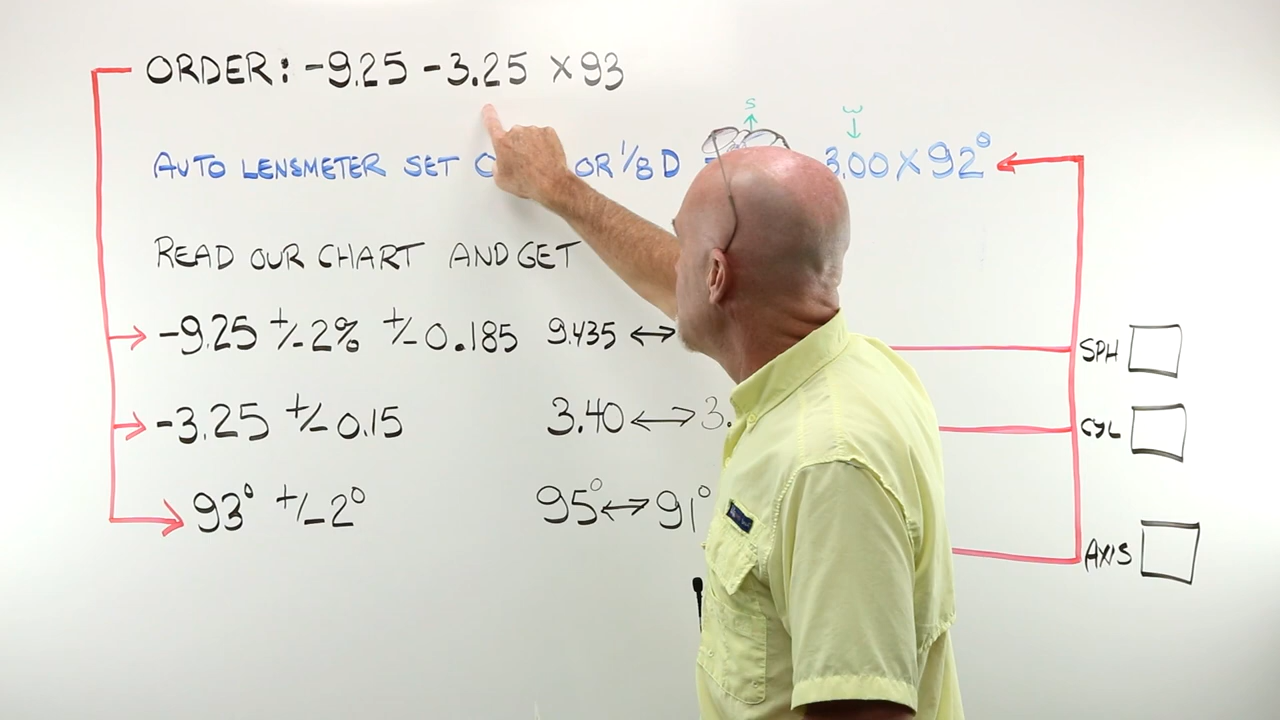 ORDER: -9.25 -3.25 X93
S W
AUTO LENSMETER SET OR 1/8 D 3.00 X 92°
READ OUR CHART AND GET
-9.25 +/-2% +/-0.185 9.435 ↔
SPH
-3.25 +/-0.15 3.40 ↔ 3.
CYL
93° +/-2° 95° ↔ 91°
AXIS